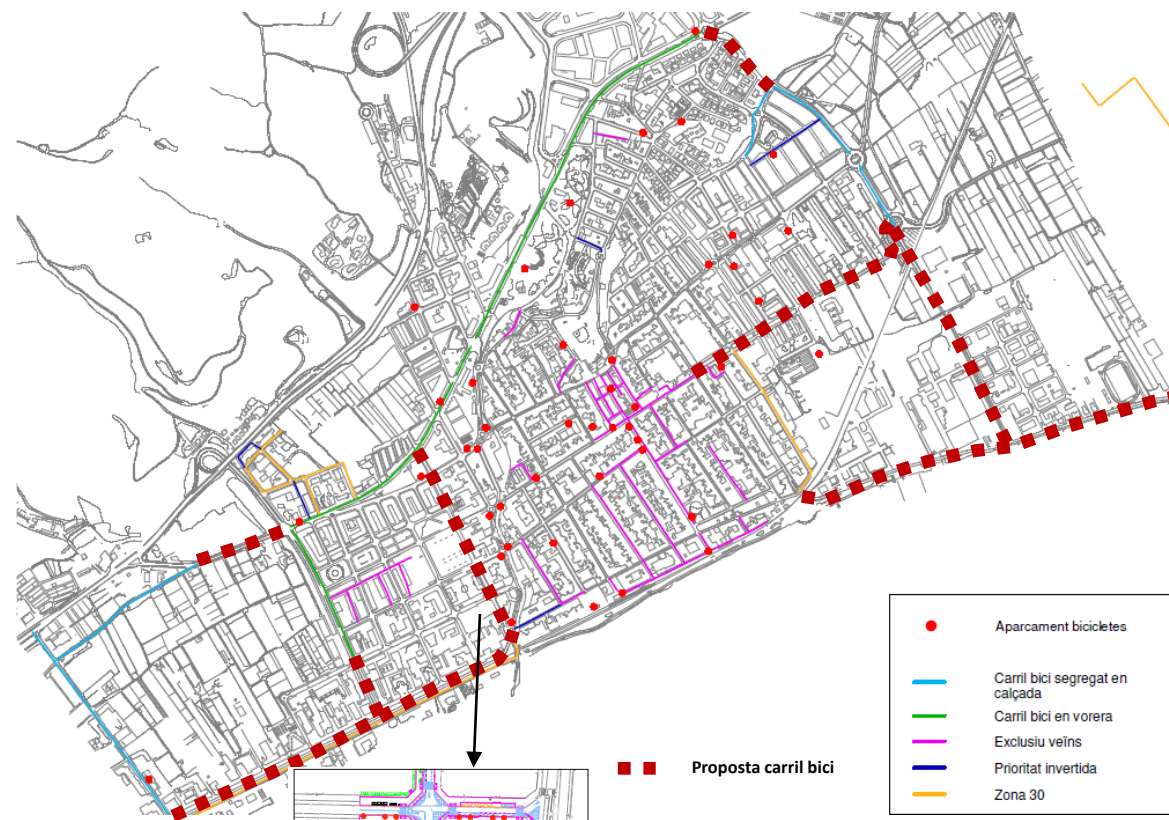 Aparcament bicicletes
Carril bici segregat en
calçada
Carril bici en vorera
Exclusiu veïns
Prioritat invertida
Zona 30
Proposta carril bici